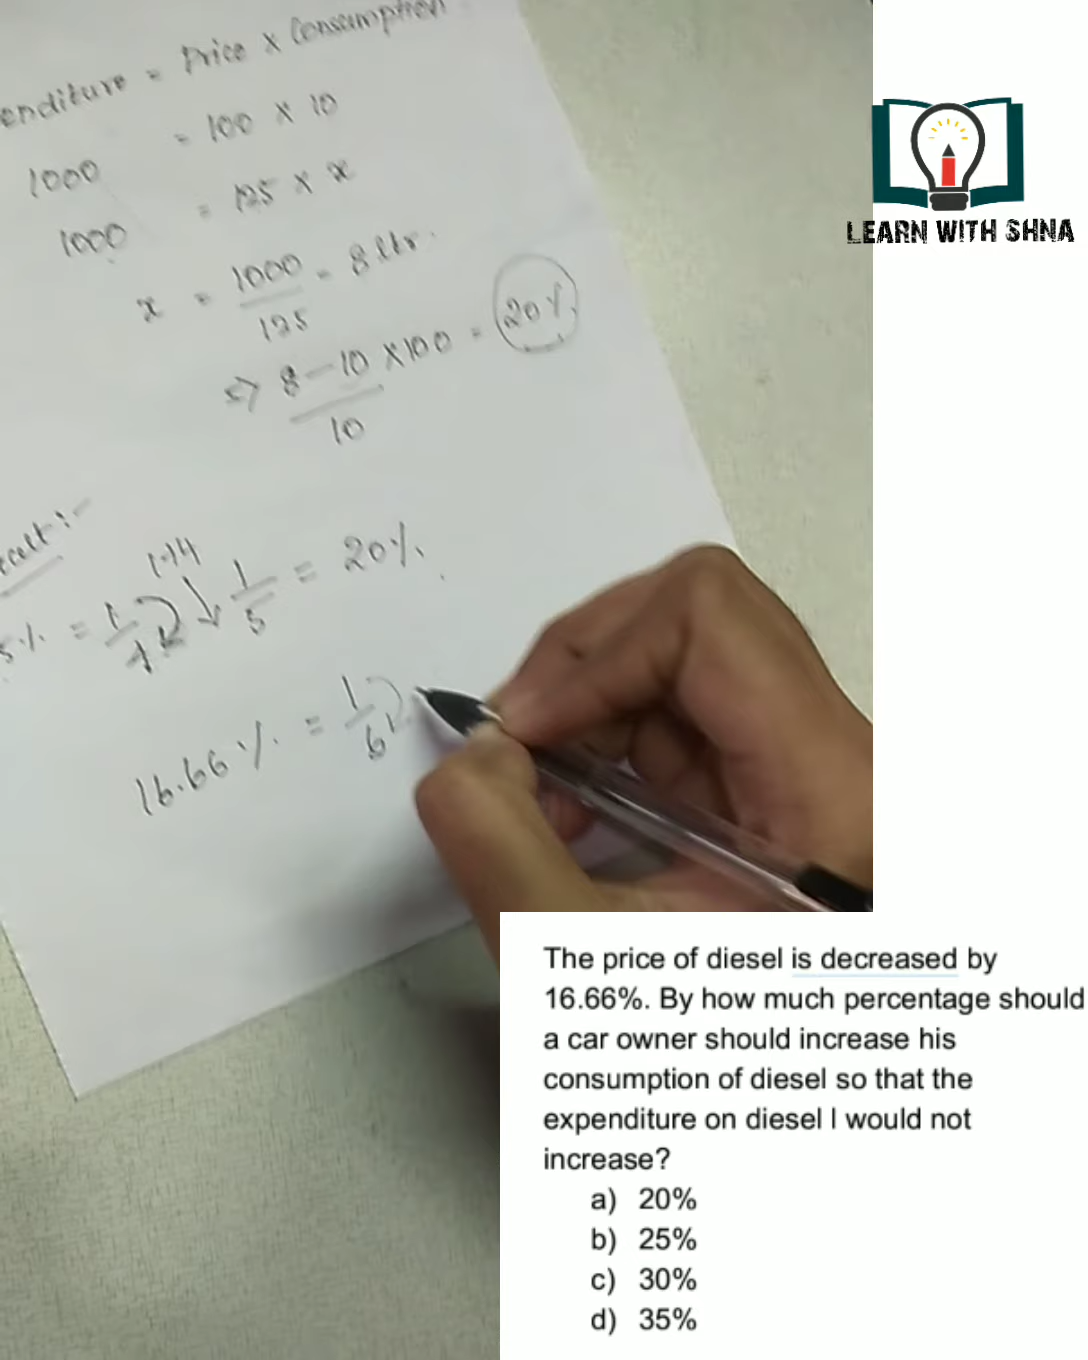 enditure = Price × Consumption
1000 = 100 × 10
1000 = 125 × x
x = 1000/125 = 8 ltr.
=> 8-10/10 ×100 = 20%
5% = 1/4 1+4 1/5 = 20%
16.66% = 1/6
LEARN WITH SHNA
The price of diesel is decreased by
16.66%. By how much percentage should
a car owner should increase his
consumption of diesel so that the
expenditure on diesel I would not
increase?
a) 20%
b) 25%
c) 30%
d) 35%